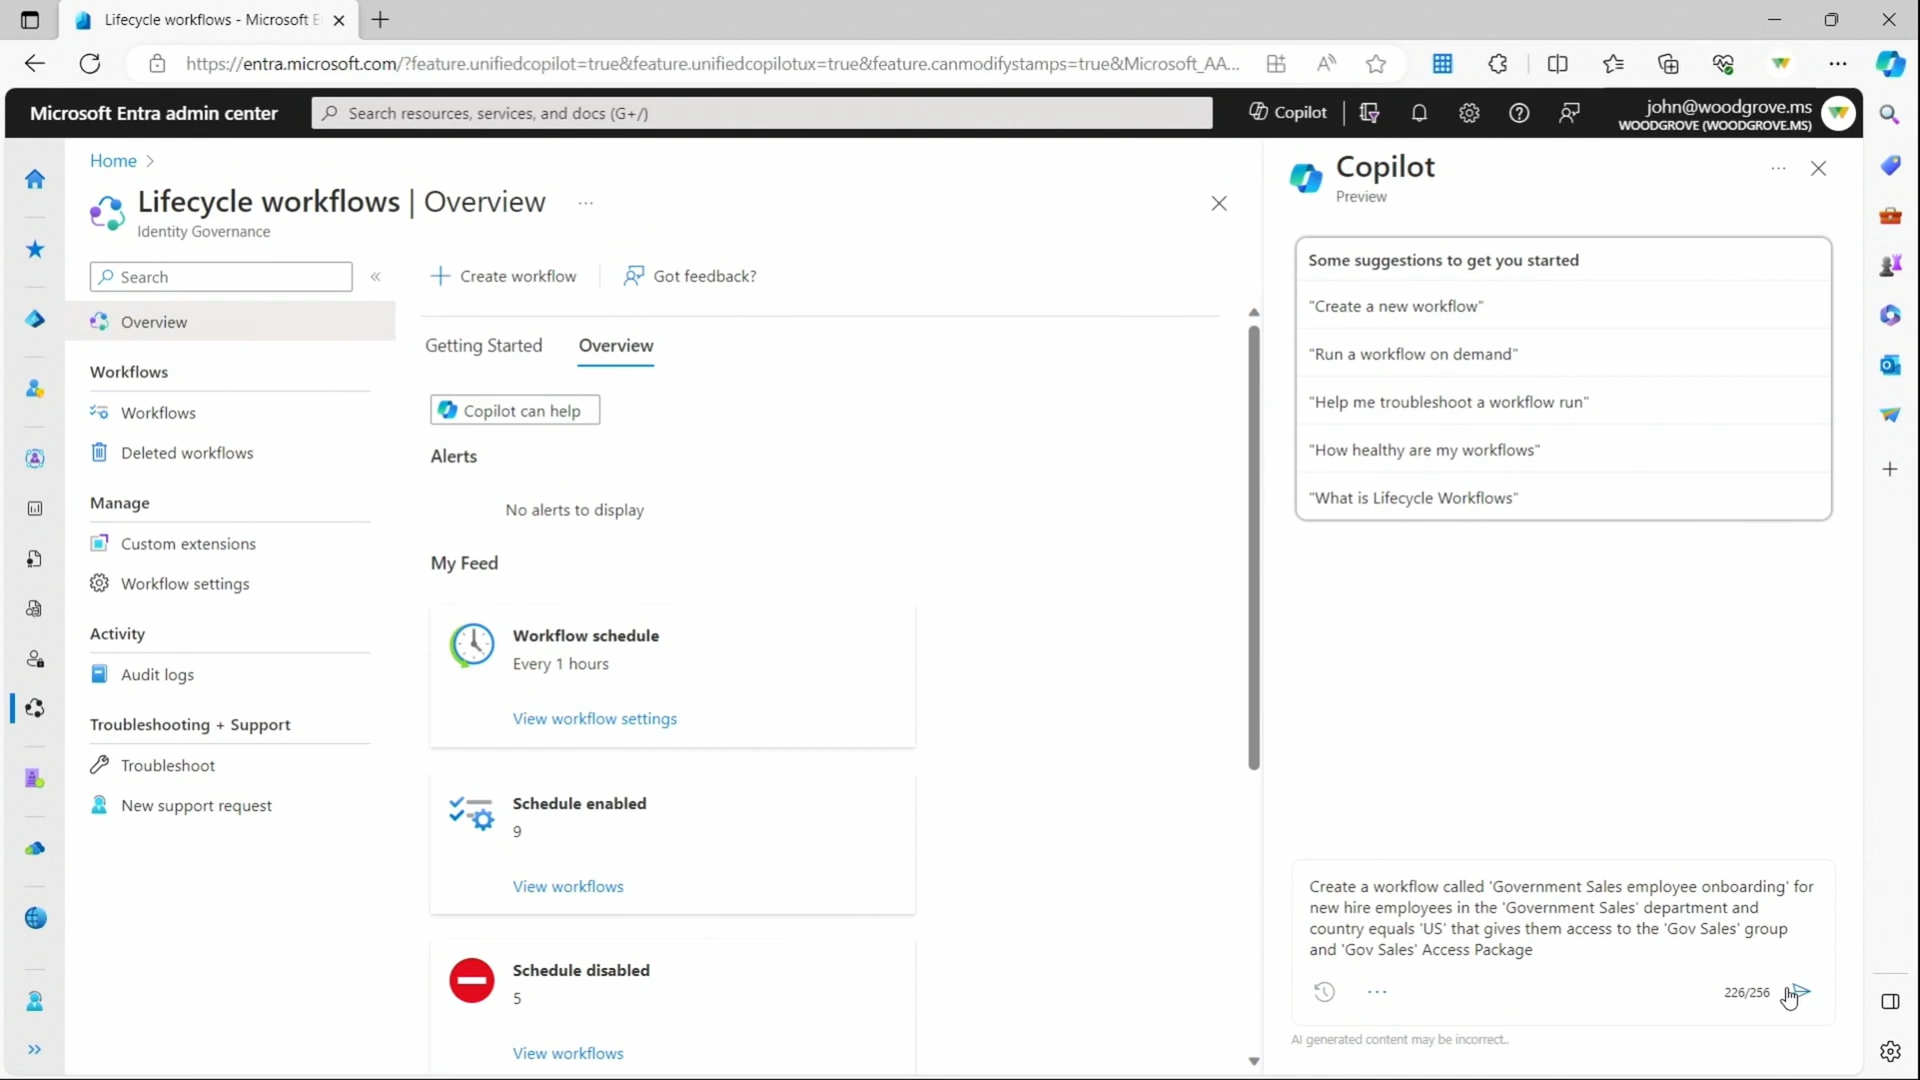 Lifecycle workflows - Microsoft E
https://entra.microsoft.com/?feature.unifiedcopilot=true&feature.unifiedcopilotux=true&feature.canmodifystamps=true&Microsoft_AA...
Microsoft Entra admin center
Search resources, services, and docs (G+/)
Copilot
john@woodgrove.ms
WOODGROVE (WOODGROVE.MS)
Home
Lifecycle workflows | Overview
Identity Governance
Search
Overview
Workflows
Workflows
Deleted workflows
Manage
Custom extensions
Workflow settings
Activity
Audit logs
Troubleshooting + Support
Troubleshoot
New support request
Create workflow
Got feedback?
Getting Started
Overview
Copilot can help
Alerts
No alerts to display
My Feed
Workflow schedule
Every 1 hours
View workflow settings
Schedule enabled
9
View workflows
Schedule disabled
5
View workflows
Copilot
Preview
Some suggestions to get you started
"Create a new workflow"
"Run a workflow on demand"
"Help me troubleshoot a workflow run"
"How healthy are my workflows"
"What is Lifecycle Workflows"
Create a workflow called 'Government Sales employee onboarding' for
new hire employees in the 'Government Sales' department and
country equals 'US' that gives them access to the 'Gov Sales' group
and 'Gov Sales' Access Package
226/256
AI generated content may be incorrect..